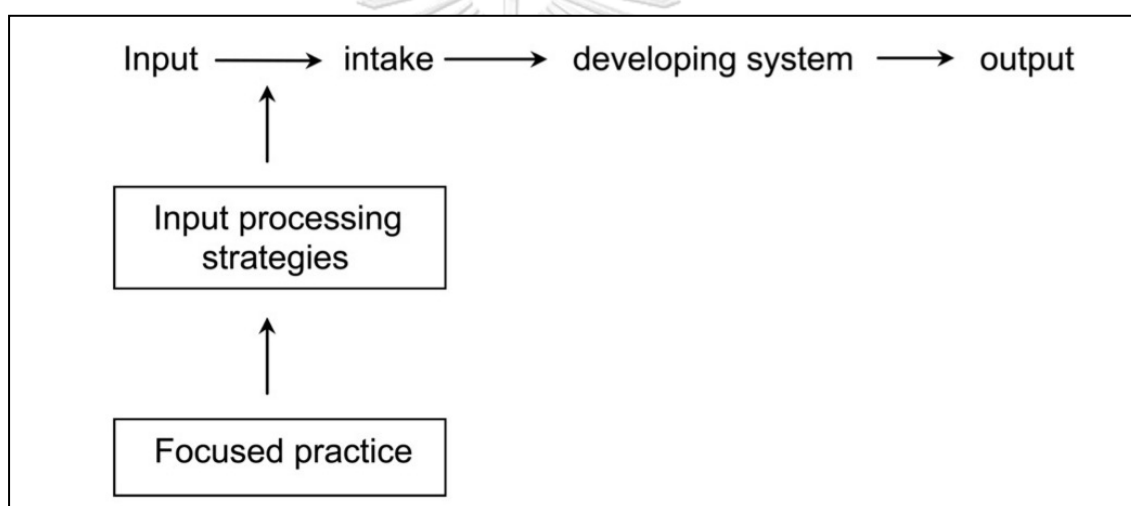 Input intake developing system output
Input processing
strategies
Focused practice